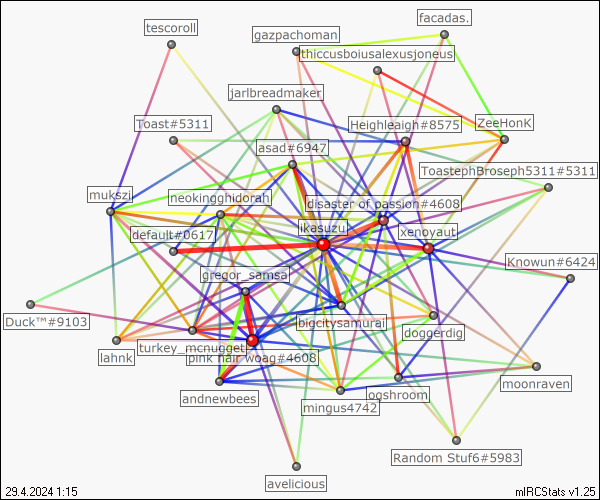 facadas.
tescoroll
gazpachoman
thiccusboiusalexusjoneus
jarlbreadmaker
Toast#5311
Heighleaigh#8575
ZeeHonK
asad#6947
ToastephBroseph5311#5311
mukszi
neokingghidorah
disaster of passion#4608
ikasuzu
default#0617
xenoyaut
gregor_samsa
Knowun#6424
Duck™#9103
bigcitysamurai
doggerdig
turkey_mcnugget
lahnk
pink hair woag#4608
moonraven
andnewbees
mingus4742
ogshroom
Random Stuf6#5983
avelicious
29.4.2024 1:15
mIRCStats v1.25